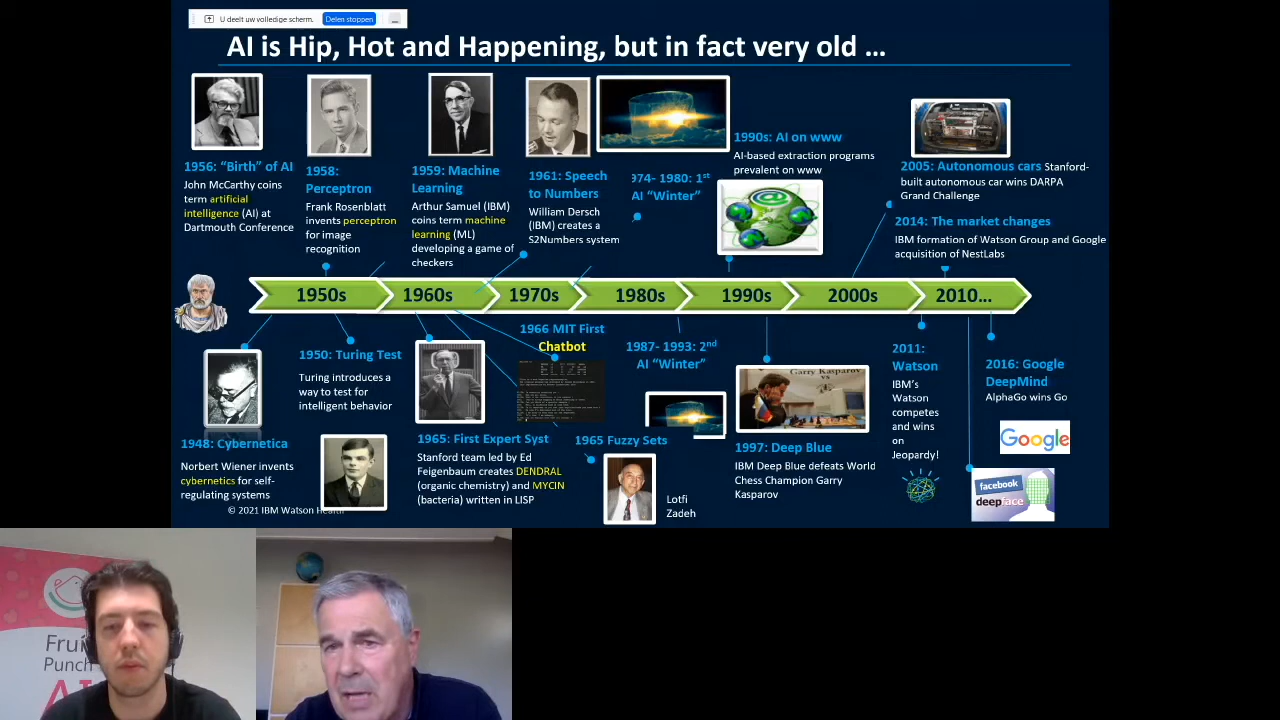 U deelt uw volledige scherm. Delen stoppen
AI is Hip, Hot and Happening, but in fact very old ...
1956: "Birth" of AI
John McCarthy coins
term artificial
intelligence (AI) at
Dartmouth Conference
1958:
Perceptron
Frank Rosenblatt
invents perceptron
for image
recognition
1959: Machine
Learning
Arthur Samuel (IBM)
coins term machine
learning (ML)
developing a game of
checkers
1961: Speech
to Numbers
William Dersch
(IBM) creates a
S2Numbers system
974- 1980: 1st
AI “Winter”
1990s: AI on www
AI-based extraction programs
prevalent on www
2005: Autonomous cars Stanford-
built autonomous car wins DARPA
Grand Challenge
2014: The market changes
IBM formation of Watson Group and Google
acquisition of NestLabs
1950s 1960s 1970s 1980s 1990s 2000s 2010...
1948: Cybernetica
Norbert Wiener invents
cybernetics for self-
regulating systems
© 2021 IBM Watson Health
1950: Turing Test
Turing introduces a
way to test for
intelligent behavior
1965: First Expert Syst
Stanford team led by Ed
Feigenbaum creates DENDRAL
(organic chemistry) and MYCIN
(bacteria) written in LISP
1966 MIT First
Chatbot
1965 Fuzzy Sets
Lotfi
Zadeh
1987- 1993: 2nd
AI “Winter”
Garry Kasparov
vs
1997: Deep Blue
IBM Deep Blue defeats World
Chess Champion Garry
Kasparov
2011:
Watson
IBM's
Watson
competes
and wins
on
Jeopardy!
2016: Google
DeepMind
AlphaGo wins Go
Google
facebook
deepface
Frui
Punch
AI